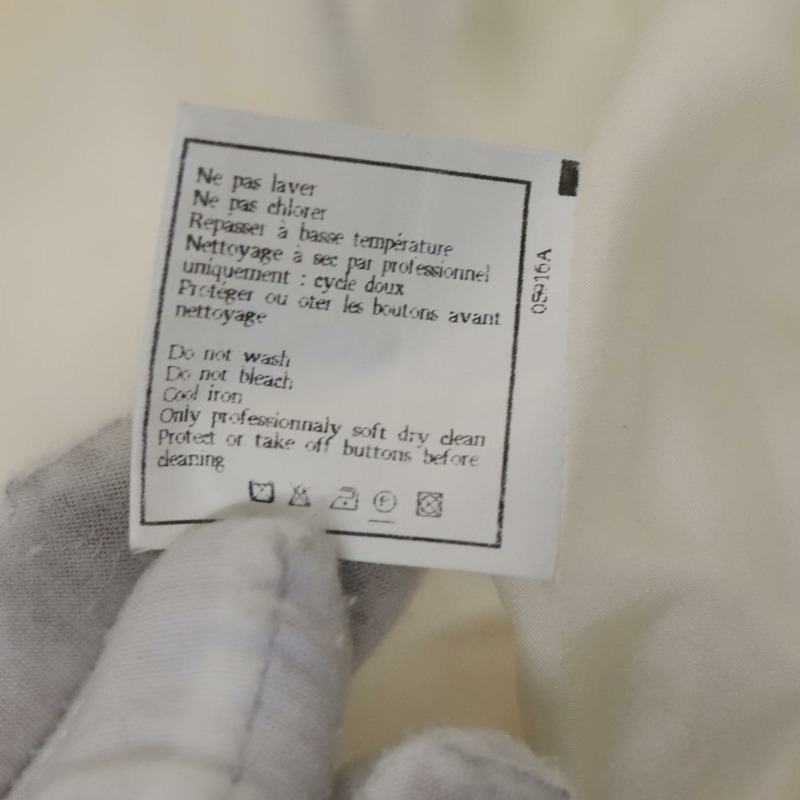 Ne pas laver
Ne pas chlorer
Repasser à basse température
Nettoyage à sec par professionnel
uniquement : cycle doux
Protéger ou oter les boutons avant
nettoyage
Do not wash
Do not bleach
Cool iron
Only professionnaly soft dry clean
Protect or take off buttons before
cleaning